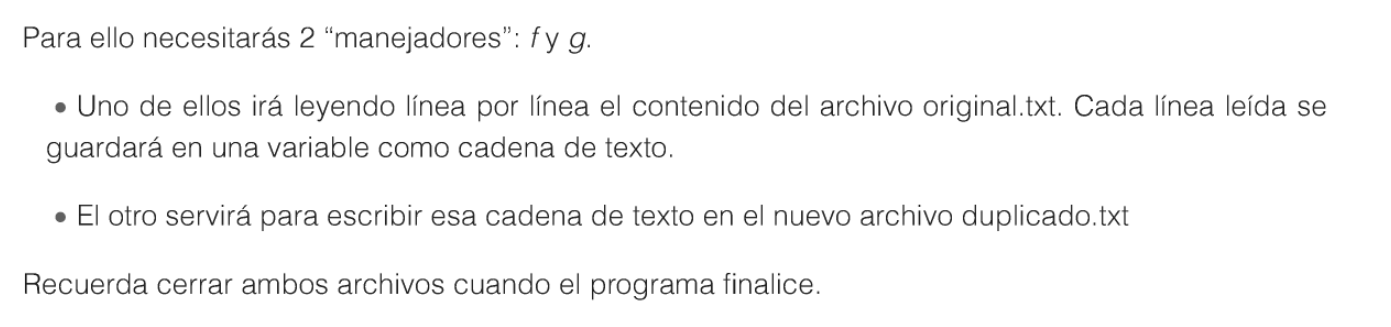 Para ello necesitarás 2 “manejadores”: f y g.
• Uno de ellos irá leyendo línea por línea el contenido del archivo original.txt. Cada línea leída se
guardará en una variable como cadena de texto.
• El otro servirá para escribir esa cadena de texto en el nuevo archivo duplicado.txt
Recuerda cerrar ambos archivos cuando el programa finalice.